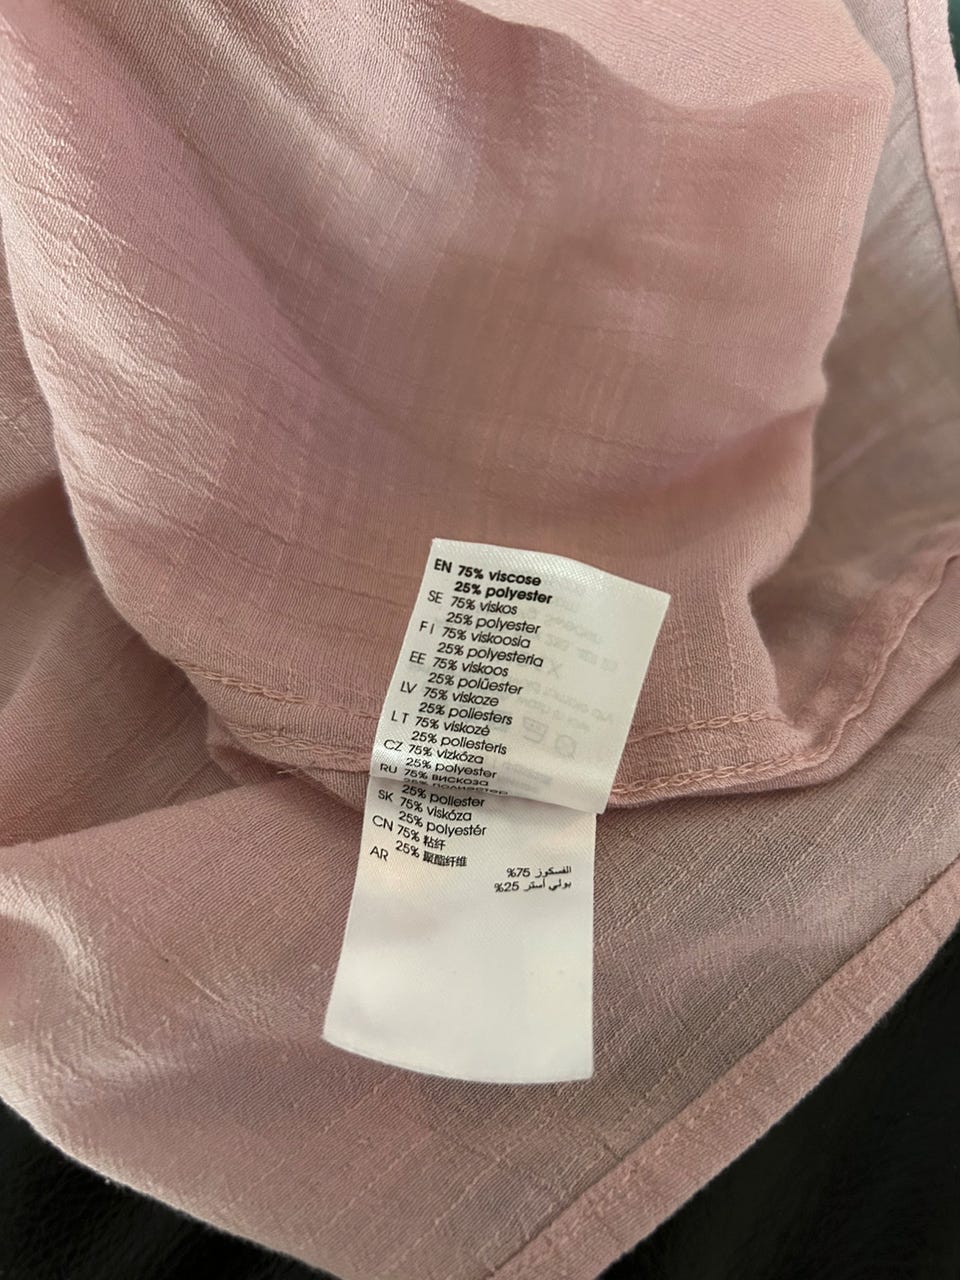 EN 75% viscose
25% polyester
SE 75% viskos
25% polyester
FI 75% viskoosia
25% polyesteria
EE 75% viskoos
25% polüester
LV 75% viskoze
25% poliesters
LT 75% viskozė
25% poliesteris
CZ 75% vizkóza
25% polyester
RU 75% вискоза
25% полиэстер
25% poliester
SK 75% viskóza
25% polyestér
CN 75% 粘纤
25% 聚酯纤维
AR
الفسكوز 75%
بولي أستر 25%